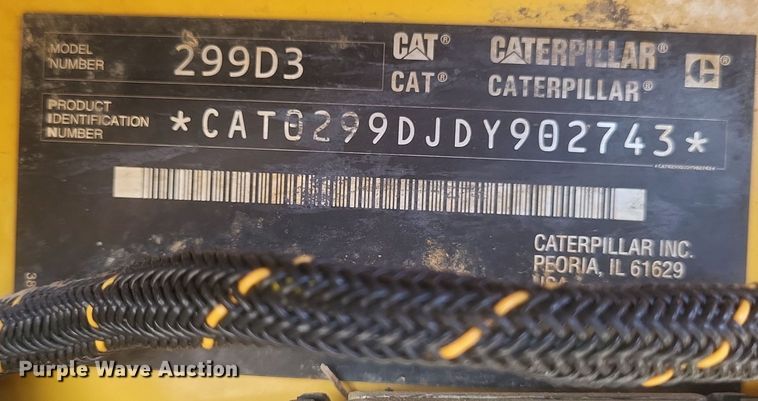 MODEL NUMBER 299D3 CAT® CATERPILLAR® C
CAT® CATERPILLAR®
PRODUCT IDENTIFICATION NUMBER *CAT0299DJDY902743*
CATERPILLAR INC.
PEORIA, IL 61629
USA
Purple Wave Auction